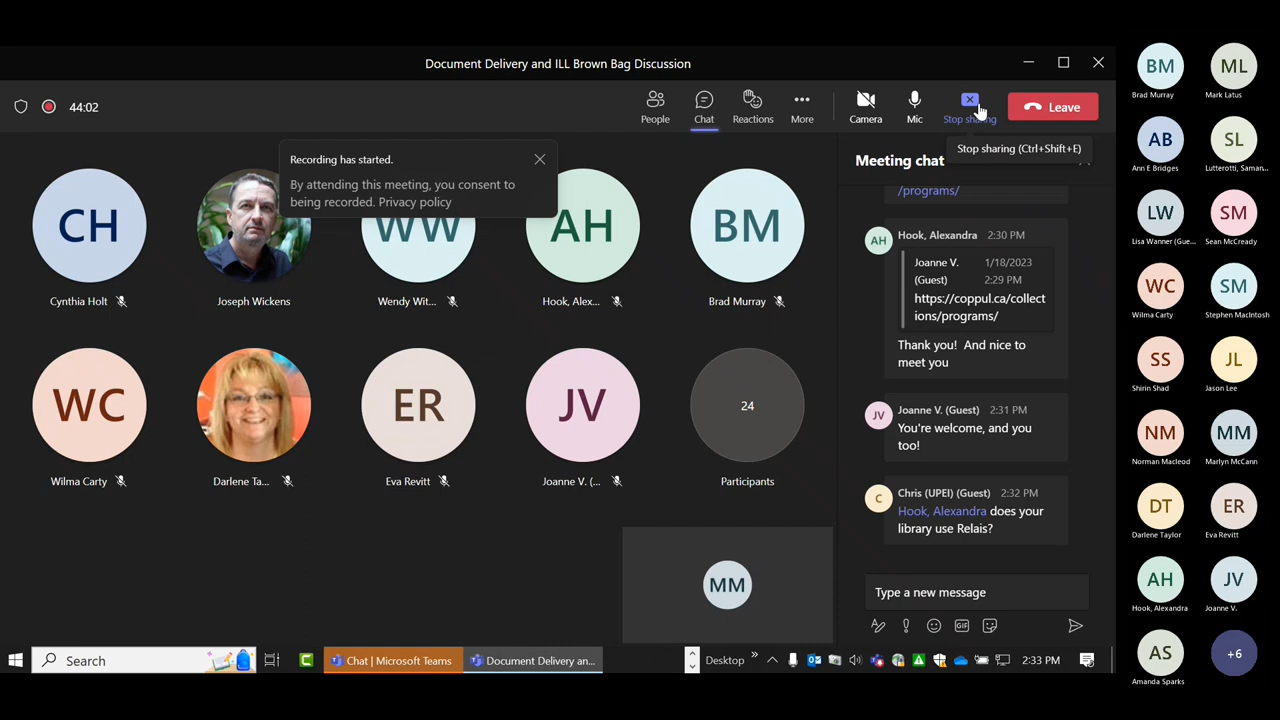 Document Delivery and ILL Brown Bag Discussion
44:02
People
Chat
Reactions
More
Camera
Mic
Stop sharing
Leave
Stop sharing (Ctrl+Shift+E)
Recording has started.
By attending this meeting, you consent to
being recorded. Privacy policy
CH
Cynthia Holt
Joseph Wickens
WW
Wendy Wit...
AH
Hook, Alex...
BM
Brad Murray
WC
Wilma Carty
Darlene Ta...
ER
Eva Revitt
JV
Joanne V. (...
24
Participants
MM
Meeting chat
/programs/
AH
Hook, Alexandra 2:30 PM
Joanne V. 1/18/2023
(Guest) 2:29 PM
https://coppul.ca/collect
ions/programs/
Thank you! And nice to
meet you
JV
Joanne V. (Guest) 2:31 PM
You're welcome, and you
too!
C
Chris (UPEI) (Guest) 2:32 PM
Hook, Alexandra does your
library use Relais?
Type a new message
GIF
Search
Chat | Microsoft Teams
Document Delivery an...
Desktop
2:33 PM
BM
Brad Murray
ML
Mark Latus
AB
Ann E Bridges
SL
Lutterotti, Saman...
LW
Lisa Wanner (Gue...
SM
Sean McCready
WC
Wilma Carty
SM
Stephen MacIntosh
SS
Shirin Shad
JL
Jason Lee
NM
Norman Macleod
MM
Marlyn McCann
DT
Darlene Taylor
ER
Eva Revitt
AH
Hook, Alexandra
JV
Joanne V.
AS
Amanda Sparks
+6